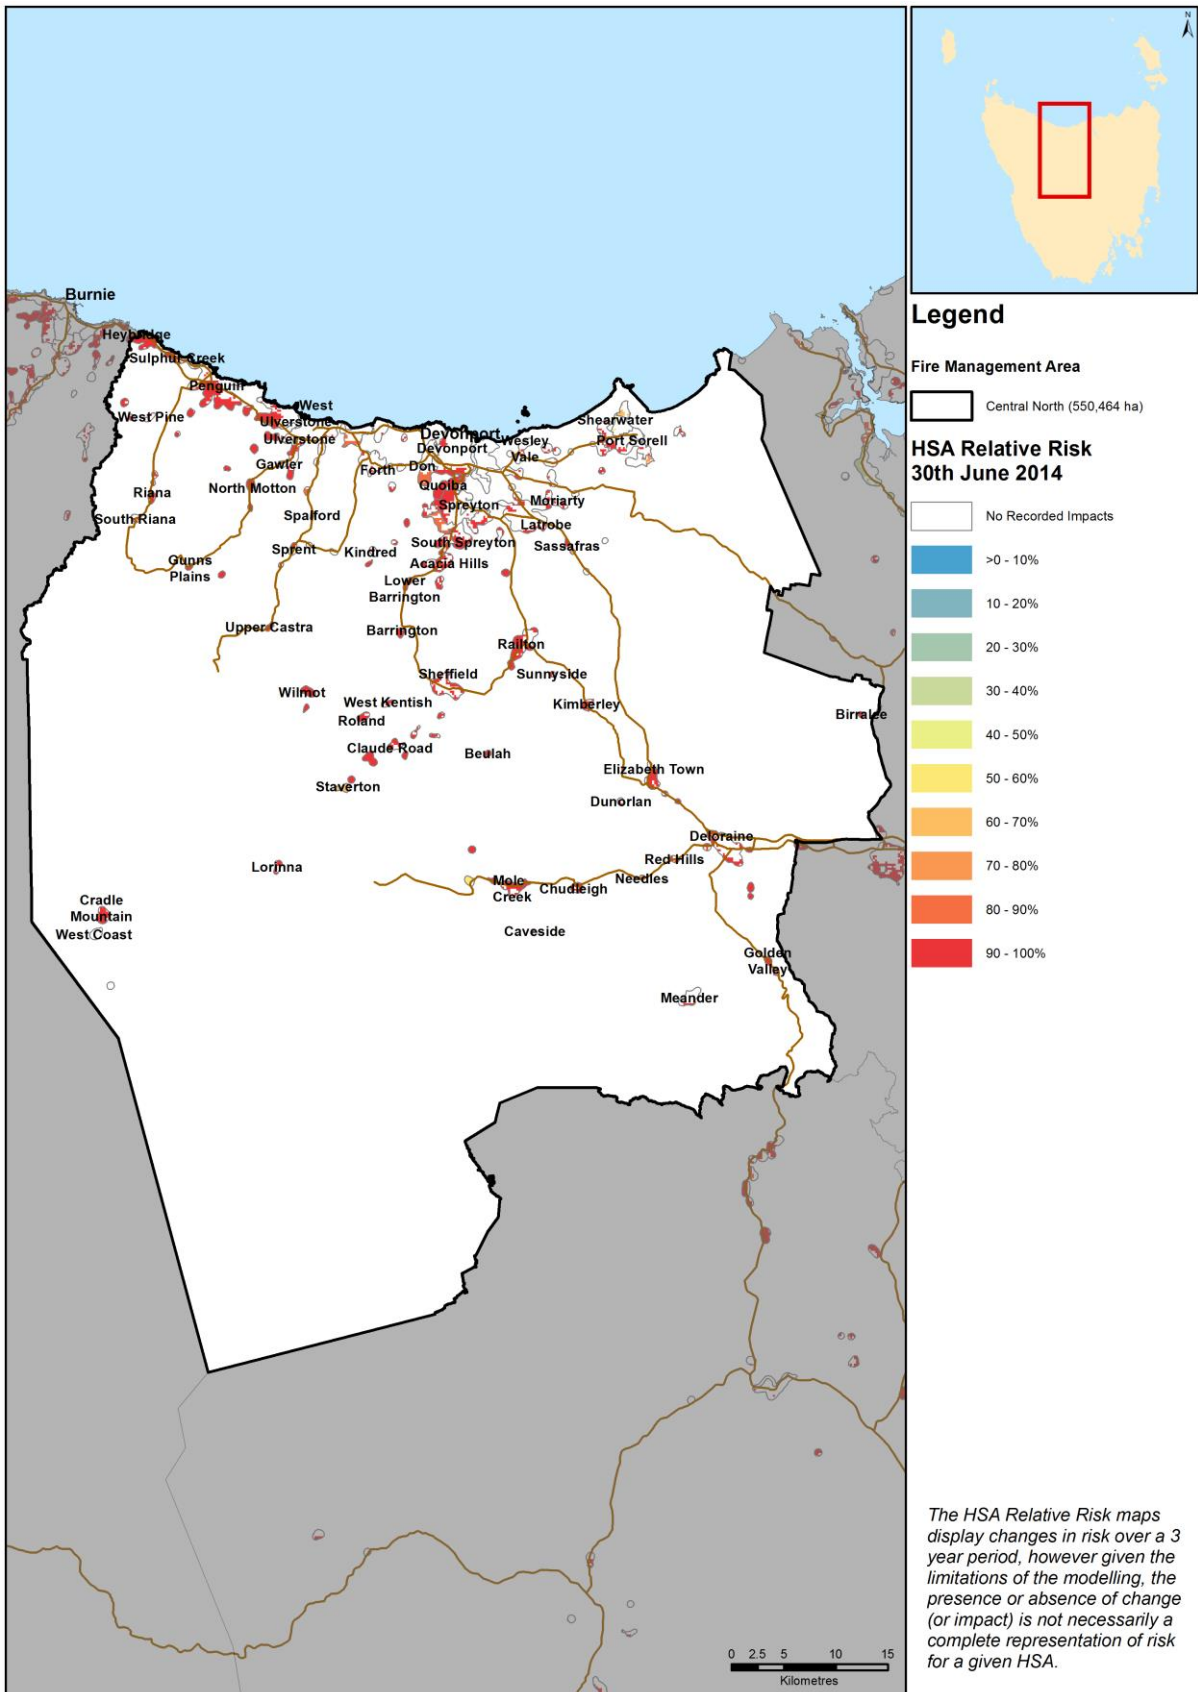 N
Burnie
Heybridge
Sulphur Creek
Penguin
West Pine
West
Ulverstone
Ulverstone
Gawler
Riana
North Motton
South Riana
Spalford
Gunns
Plains
Sprent
Kindred
Forth
Devonport
Devonport
Don
Quoiba
Spreyton
South Spreyton
Acacia Hills
Lower
Barrington
Wesley
Vale
Shearwater
Port Sorell
Moriarty
Latrobe
Sassafras
Upper Castra
Barrington
Railton
Sheffield
Sunnyside
Wilmot
West Kentish
Roland
Kimberley
Birralee
Claude Road
Beulah
Staverton
Elizabeth Town
Dunorlan
Deloraine
Lorinna
Red Hills
Mole
Creek
Chudleigh
Needles
Cradle
Mountain
West Coast
Caveside
Golden
Valley
Meander
0 2.5 5 10 15
Kilometres
Legend
Fire Management Area
Central North (550,464 ha)
HSA Relative Risk
30th June 2014
No Recorded Impacts
>0 - 10%
10 - 20%
20 - 30%
30 - 40%
40 - 50%
50 - 60%
60 - 70%
70 - 80%
80 - 90%
90 - 100%
The HSA Relative Risk maps
display changes in risk over a 3
year period, however given the
limitations of the modelling, the
presence or absence of change
(or impact) is not necessarily a
complete representation of risk
for a given HSA.